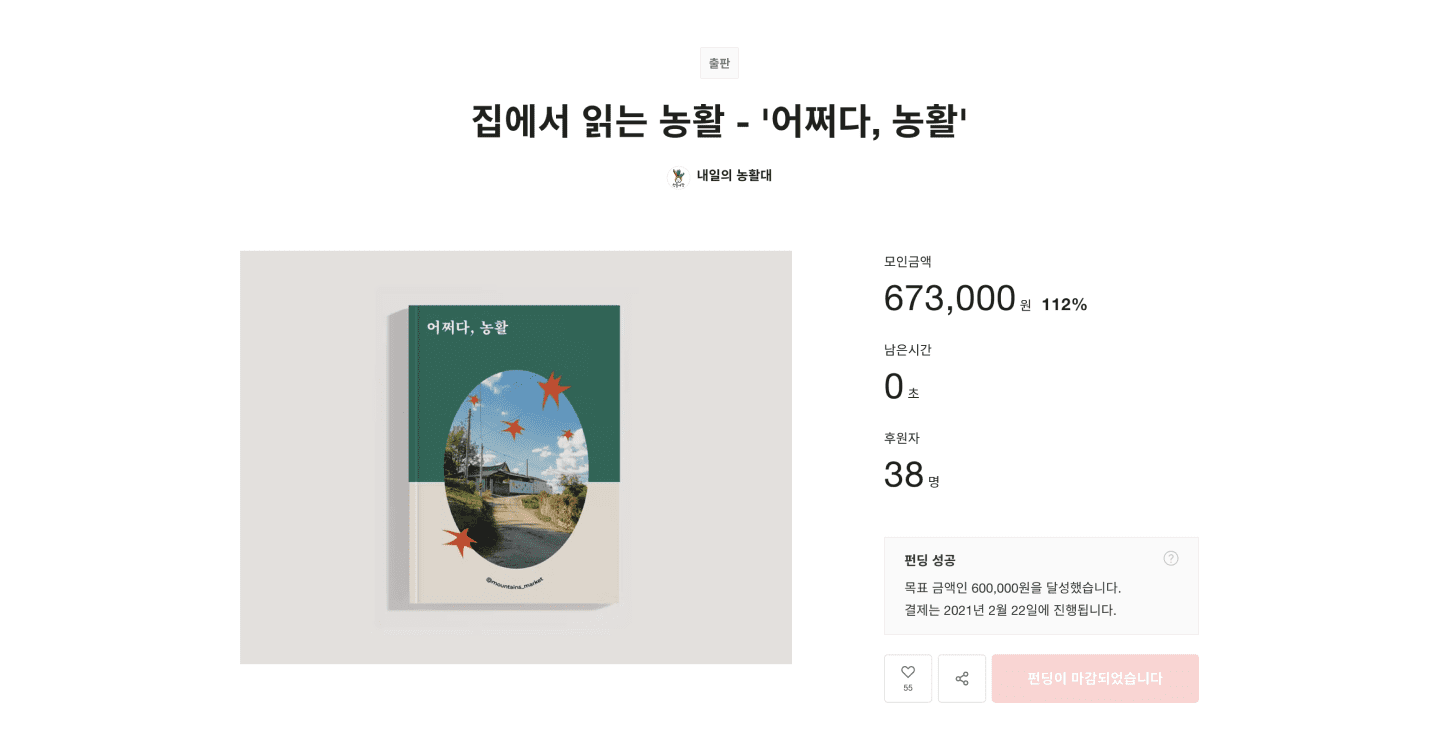 출판
집에서 읽는 농활 - '어쩌다, 농활'
내일의 농활대
어쩌다, 농활
@mountains_market
모인금액
673,000 원 112%
남은시간
0 초
후원자
38 명
펀딩 성공
?
목표 금액인 600,000원을 달성했습니다.
결제는 2021년 2월 22일에 진행됩니다.
55
펀딩이 마감되었습니다